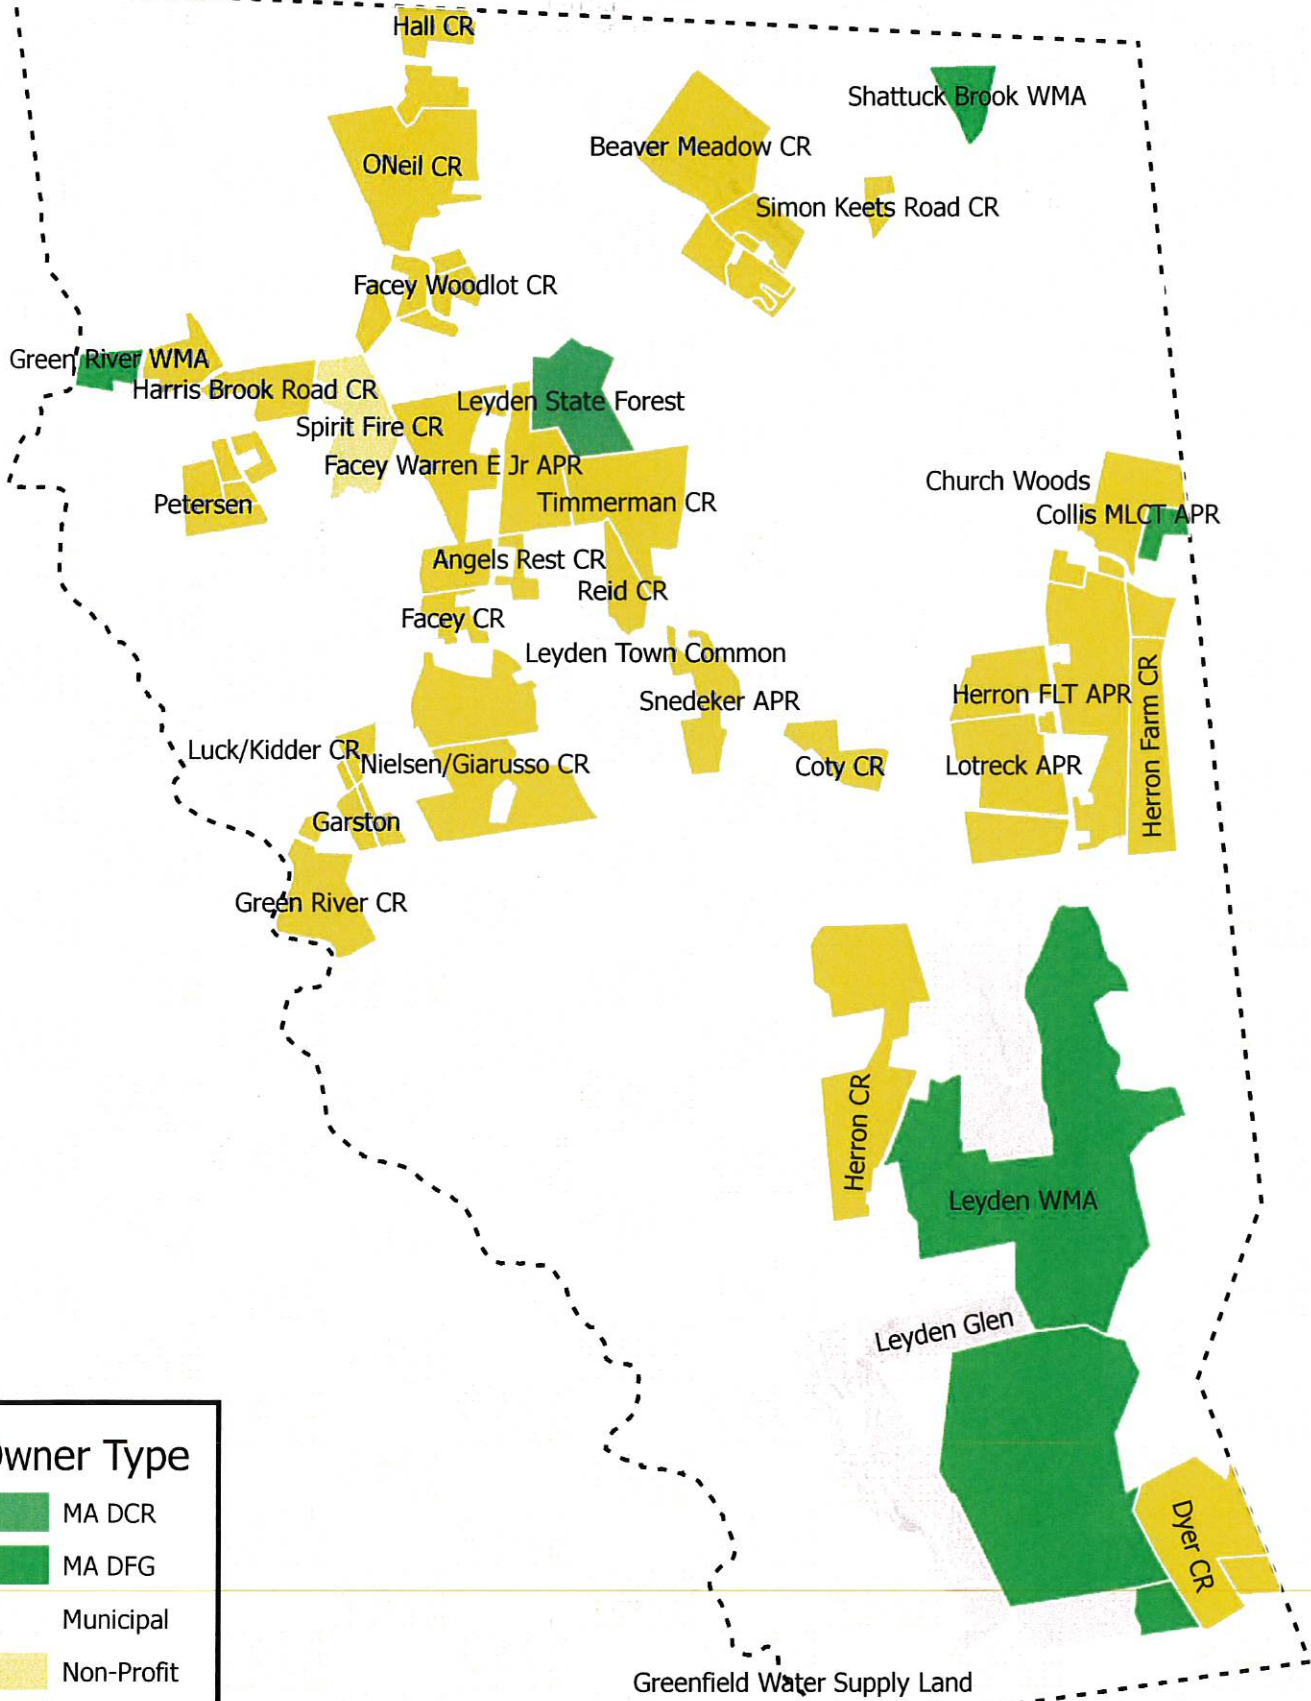 Hall CR
Shattuck Brook WMA
Beaver Meadow CR
ONeil CR
Simon Keets Road CR
Facey Woodlot CR
Green River WMA
Harris Brook Road CR
Leyden State Forest
Spirit Fire CR
Facey Warren E Jr APR
Church Woods
Petersen
Timmerman CR
Collis MLCT APR
Angels Rest CR
Reid CR
Facey CR
Leyden Town Common
Herron FLT APR
Snedeker APR
Herron Farm CR
Luck/Kidder CR
Nielsen/Giarusso CR
Coty CR
Lotreck APR
Garston
Green River CR
Herron CR
Leyden WMA
Leyden Glen
Dyer CR
wner Type
MA DCR
MA DFG
Municipal
Non-Profit
Greenfield Water Supply Land